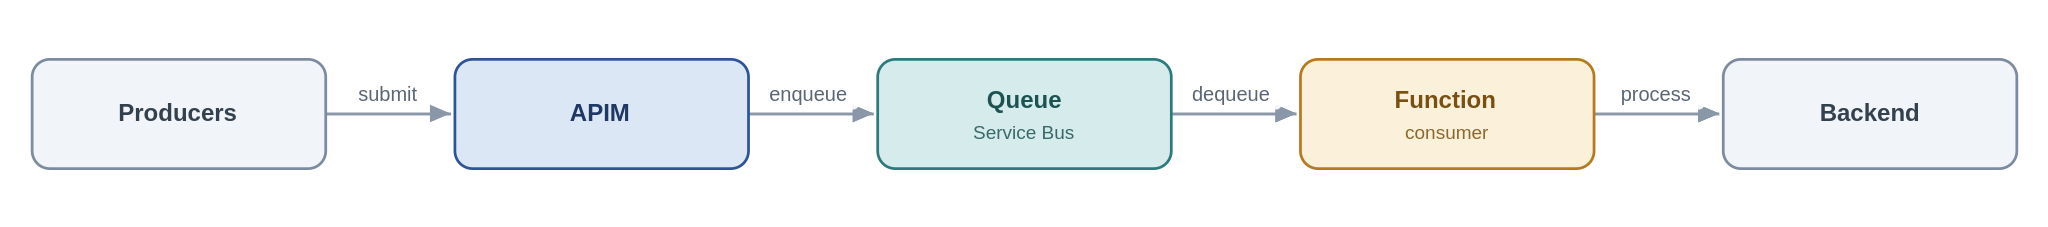 Producers
submit
APIM
enqueue
Queue
Service Bus
dequeue
Function
consumer
process
Backend